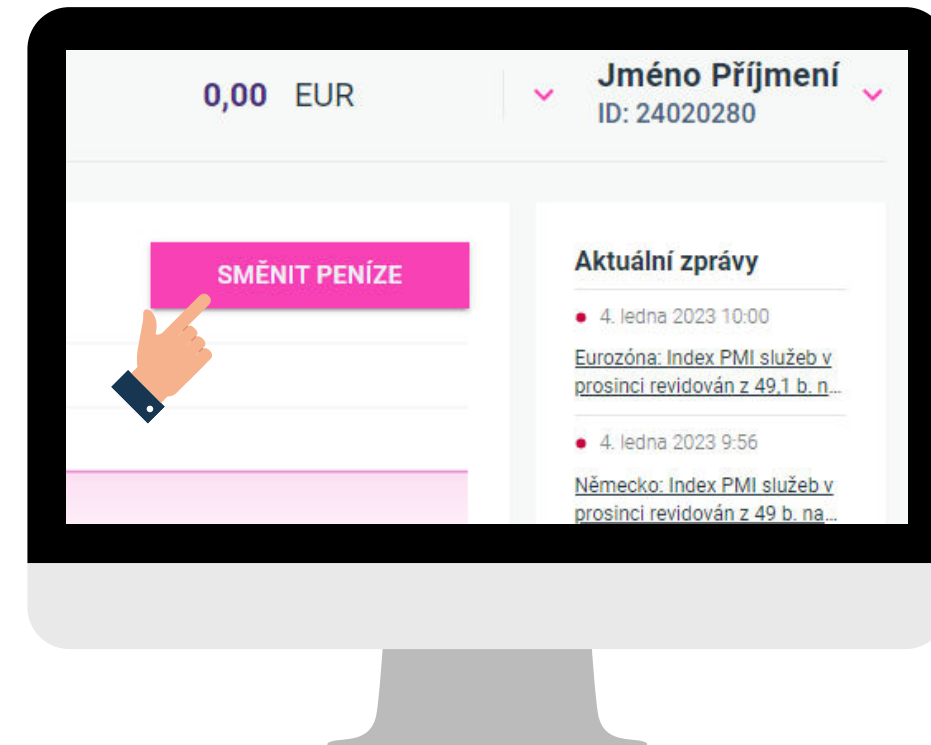 0,00 EUR
Jméno Příjmení
ID: 24020280
SMĚNIT PENÍZE
Aktuální zprávy
4. ledna 2023 10:00
Eurozóna: Index PMI služeb v
prosinci revidován z 49,1 b. n...
4. ledna 2023 9:56
Německo: Index PMI služeb v
prosinci revidován z 49 b. na...